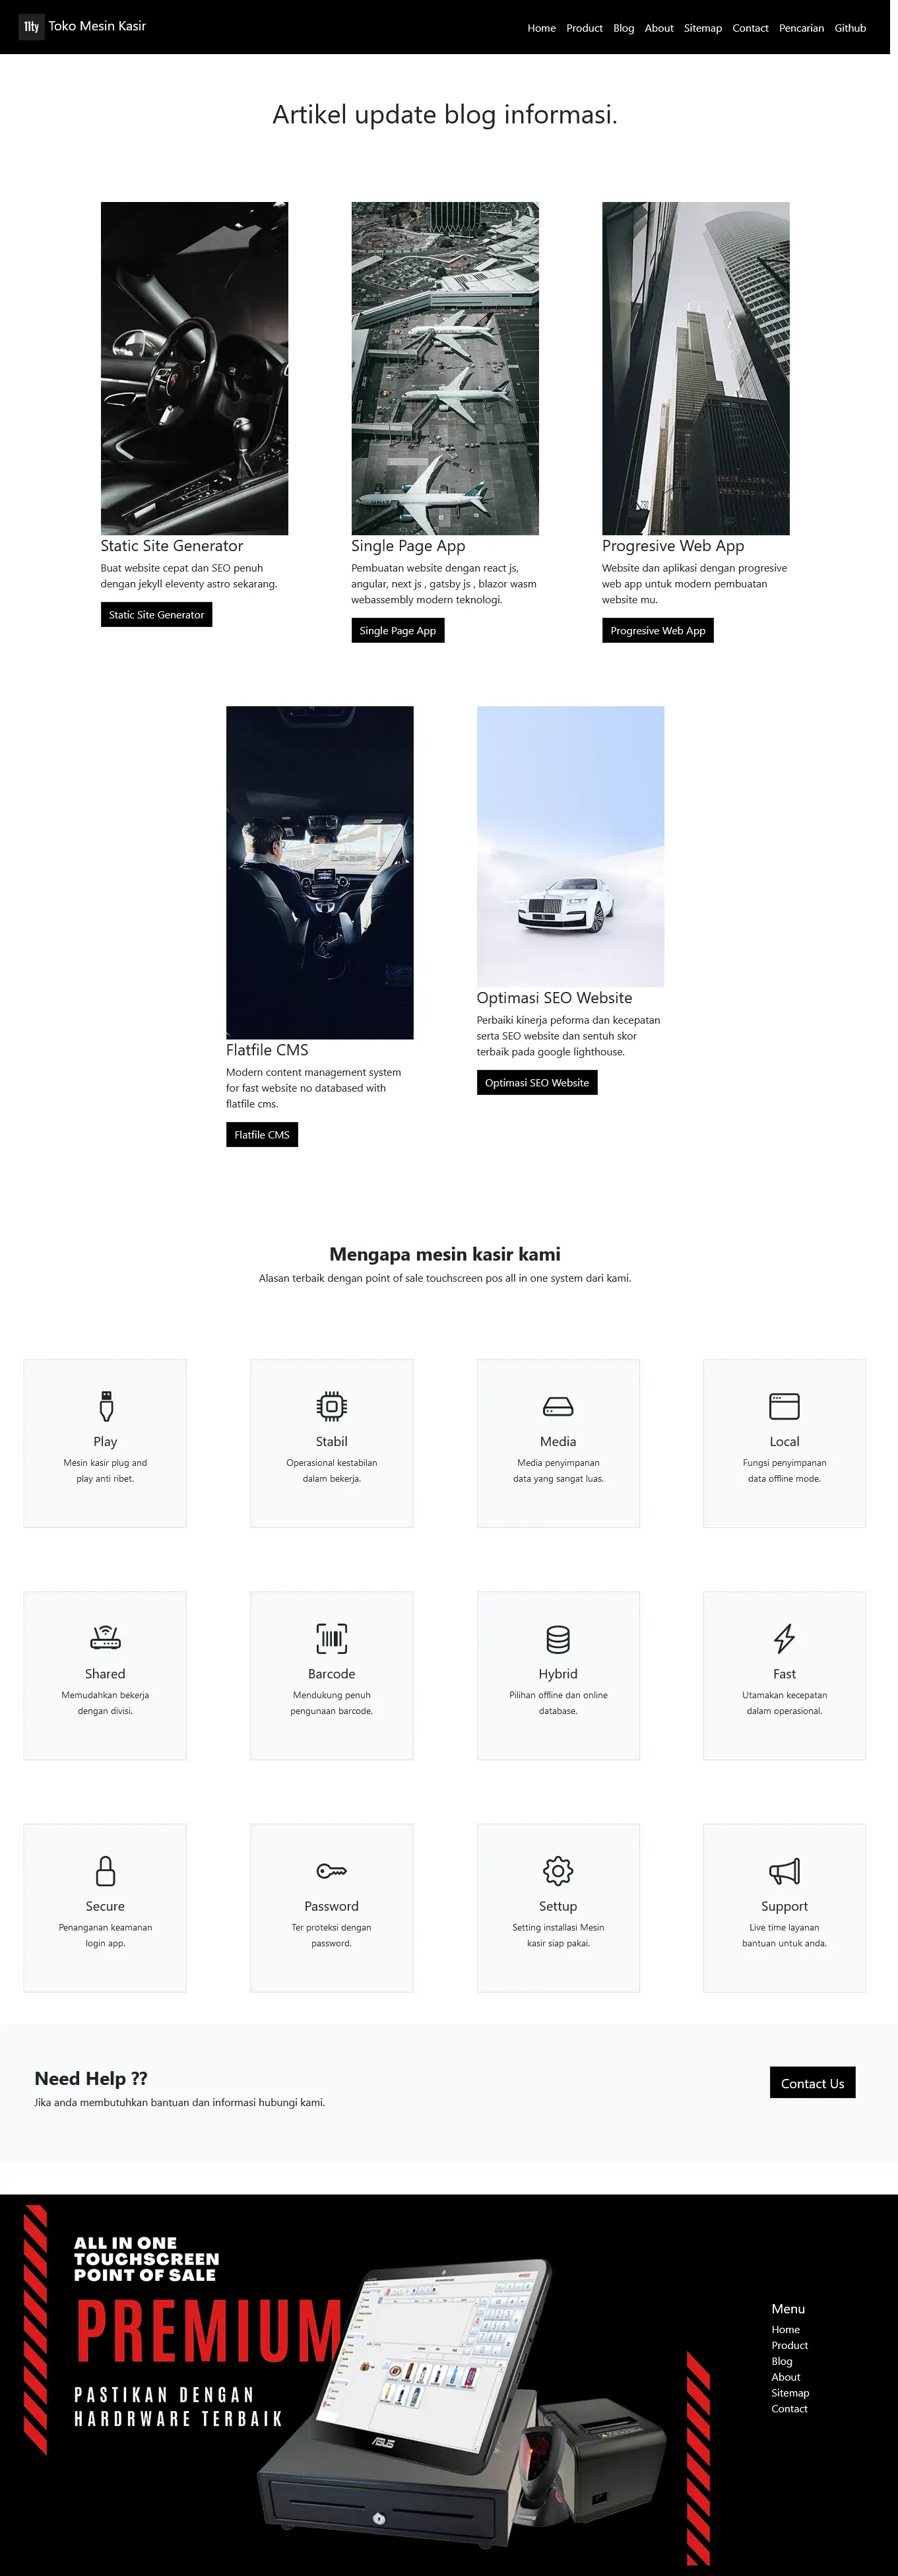 11ty Toko Mesin Kasir
Home Product Blog About Sitemap Contact Pencarian Github
Artikel update blog informasi.
Static Site Generator
Buat website cepat dan SEO penuh
dengan jekyll eleventy astro sekarang.
Static Site Generator
Single Page App
Pembuatan website dengan react js,
angular, next js , gatsby js , blazor wasm
webassembly modern teknologi.
Single Page App
Progresive Web App
Website dan aplikasi dengan progresive
web app untuk modern pembuatan
website mu.
Progresive Web App
Flatfile CMS
Modern content management system
for fast website no databased with
flatfile cms.
Flatfile CMS
Optimasi SEO Website
Perbaiki kinerja peforma dan kecepatan
serta SEO website dan sentuh skor
terbaik pada google lighthouse.
Optimasi SEO Website
Mengapa mesin kasir kami
Alasan terbaik dengan point of sale touchscreen pos all in one system dari kami.
Play
Mesin kasir plug and
play anti ribet.
Stabil
Operasional kestabilan
dalam bekerja.
Media
Media penyimpanan
data yang sangat luas.
Local
Fungsi penyimpanan
data offline mode.
Shared
Memudahkan bekerja
dengan divisi.
Barcode
Mendukung penuh
pengunaan barcode.
Hybrid
Pilihan offline dan online
database.
Fast
Utamakan kecepatan
dalam operasional.
Secure
Penanganan keamanan
login app.
Password
Ter proteksi dengan
password.
Settup
Setting installasi Mesin
kasir siap pakai.
Support
Live time layanan
bantuan untuk anda.
Need Help ??
Jika anda membutuhkan bantuan dan informasi hubungi kami.
Contact Us
ALL IN ONE
TOUCHSCREEN
POINT OF SALE
PREMIUM
PASTIKAN DENGAN
HARDRWARE TERBAIK
ASUS
Menu
Home
Product
Blog
About
Sitemap
Contact